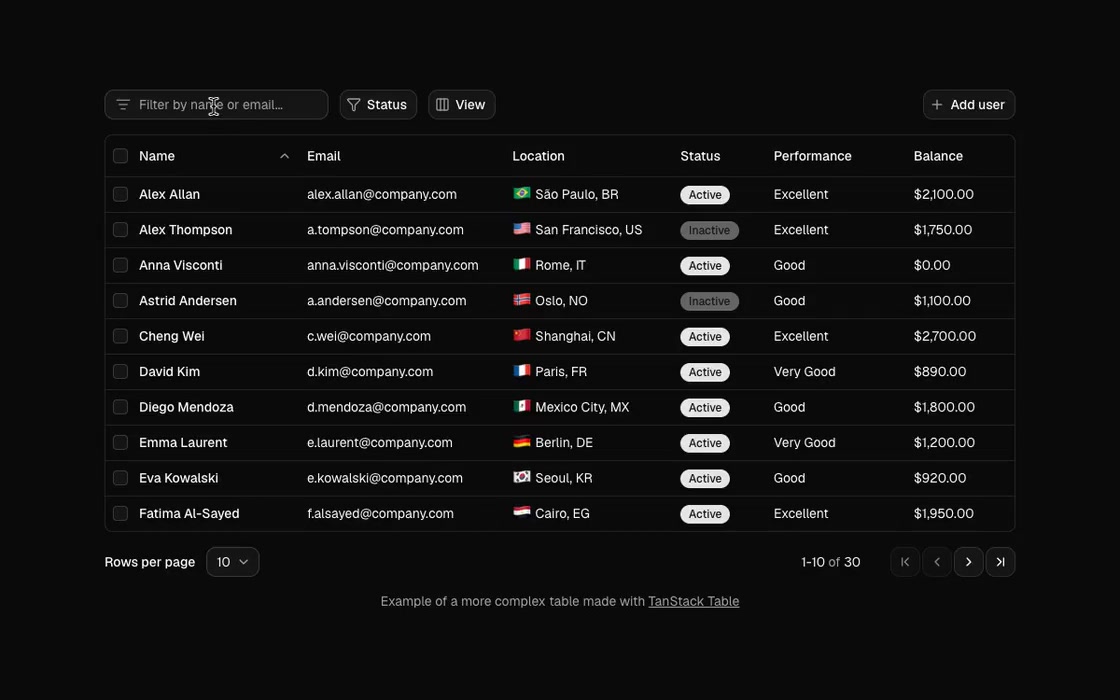 Filter by name or email... Status View Add user
Name Email Location Status Performance Balance
Alex Allan alex.allan@company.com São Paulo, BR Active Excellent $2,100.00
Alex Thompson a.tompson@company.com San Francisco, US Inactive Excellent $1,750.00
Anna Visconti anna.visconti@company.com Rome, IT Active Good $0.00
Astrid Andersen a.andersen@company.com Oslo, NO Inactive Good $1,100.00
Cheng Wei c.wei@company.com Shanghai, CN Active Excellent $2,700.00
David Kim d.kim@company.com Paris, FR Active Very Good $890.00
Diego Mendoza d.mendoza@company.com Mexico City, MX Active Good $1,800.00
Emma Laurent e.laurent@company.com Berlin, DE Active Very Good $1,200.00
Eva Kowalski e.kowalski@company.com Seoul, KR Active Good $920.00
Fatima Al-Sayed f.alsayed@company.com Cairo, EG Active Excellent $1,950.00
Rows per page 10 1-10 of 30
Example of a more complex table made with TanStack Table